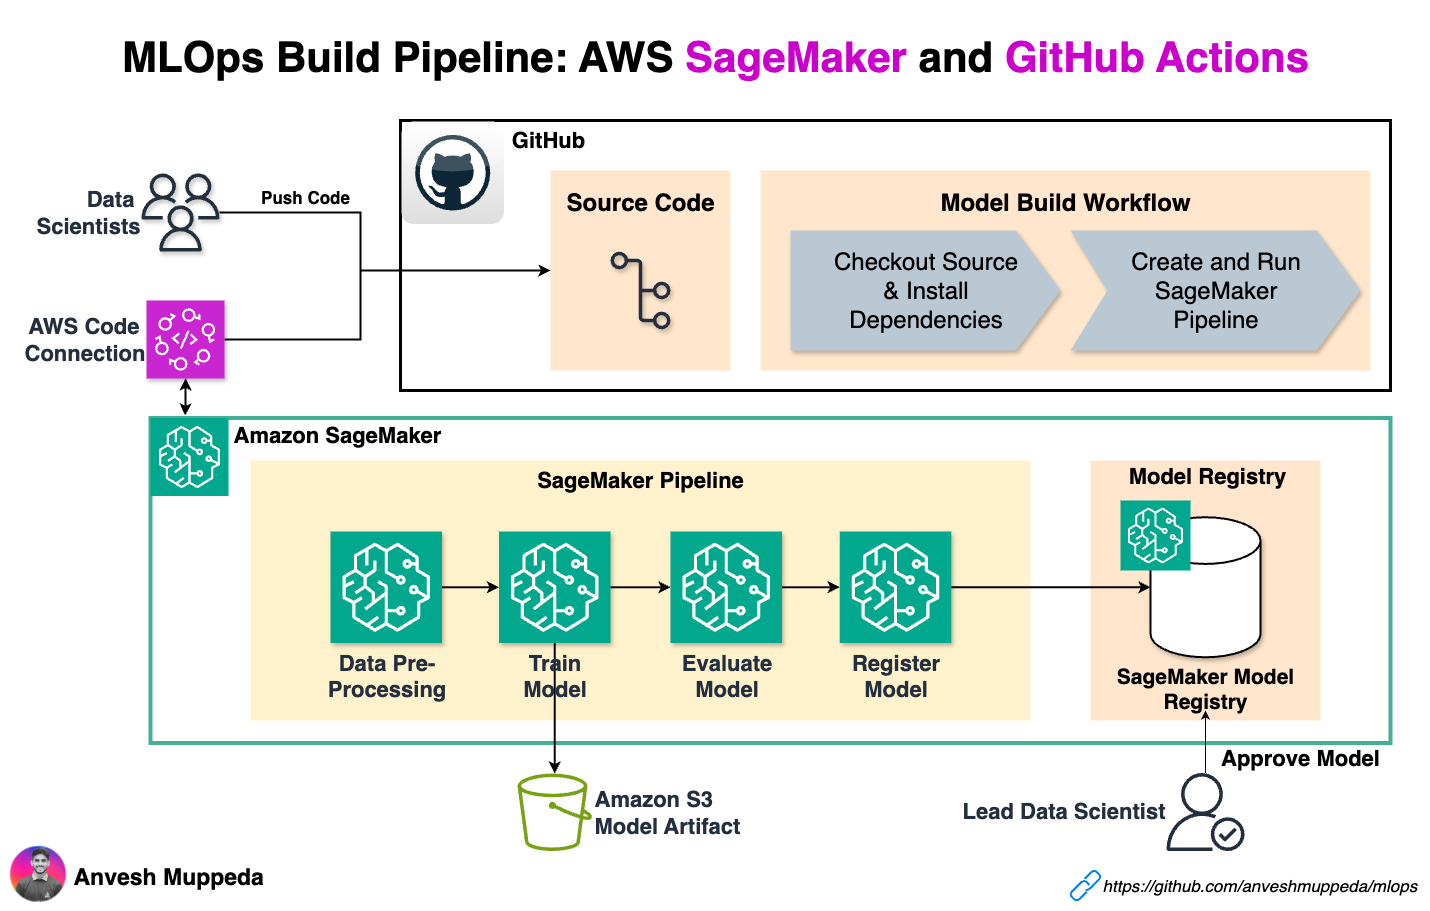 MLOps Build Pipeline: AWS SageMaker and GitHub Actions
GitHub
Data
Scientists
Push Code
Source Code
Model Build Workflow
Checkout Source
& Install
Dependencies
Create and Run
SageMaker
Pipeline
AWS Code
Connection
Amazon SageMaker
SageMaker Pipeline
Data Pre-
Processing
Train
Model
Evaluate
Model
Register
Model
Model Registry
SageMaker Model
Registry
Approve Model
Lead Data Scientist
Amazon S3
Model Artifact
Anvesh Muppeda
https://github.com/anveshmuppeda/mlops